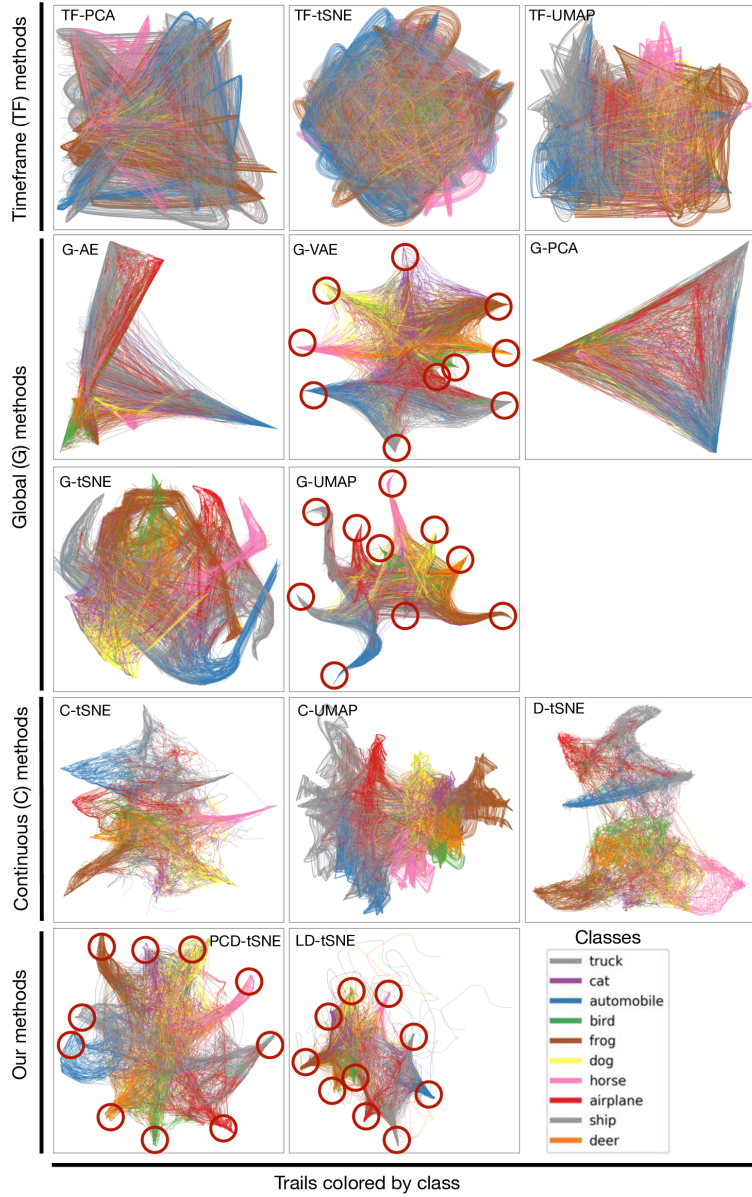 Timeframe (TF) methods
TF-PCA
TF-tSNE
TF-UMAP
Global (G) methods
G-AE
G-VAE
G-PCA
G-tSNE
G-UMAP
Continuous (C) methods
C-tSNE
C-UMAP
D-tSNE
Our methods
PCD-tSNE
LD-tSNE
Classes
truck
cat
automobile
bird
frog
dog
horse
airplane
ship
deer
Trails colored by class